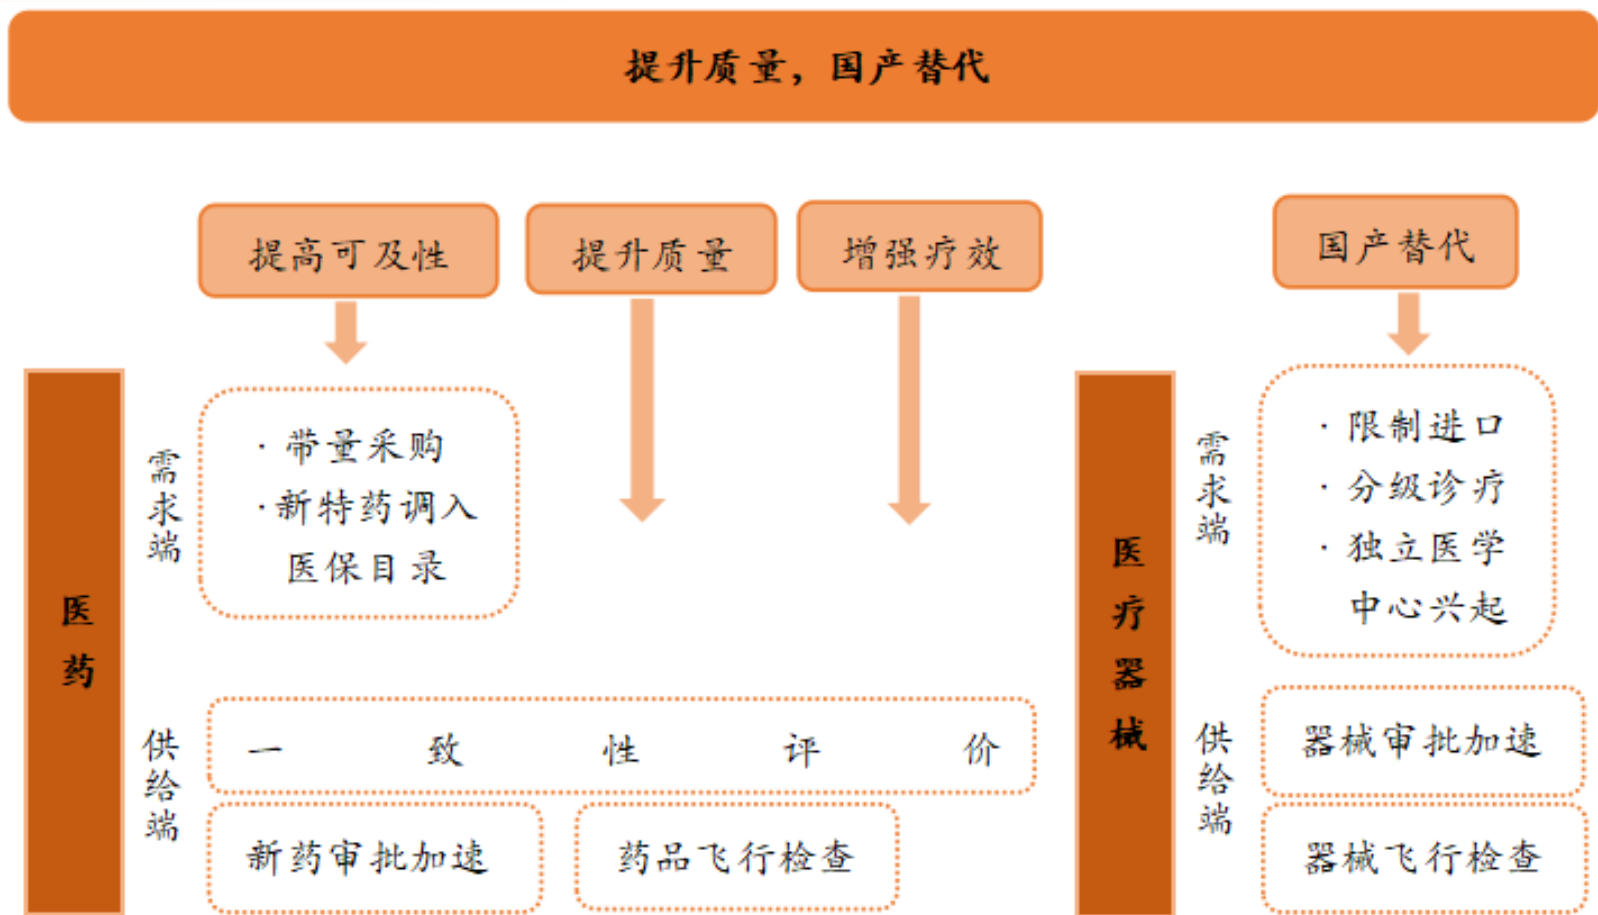 提升质量，国产替代
提高可及性
提升质量
增强疗效
国产替代
医药
需求端
·带量采购
·新特药调入
医保目录
供给端
一致性评价
新药审批加速
药品飞行检查
医疗器械
需求端
·限制进口
·分级诊疗
·独立医学
中心兴起
供给端
器械审批加速
器械飞行检查